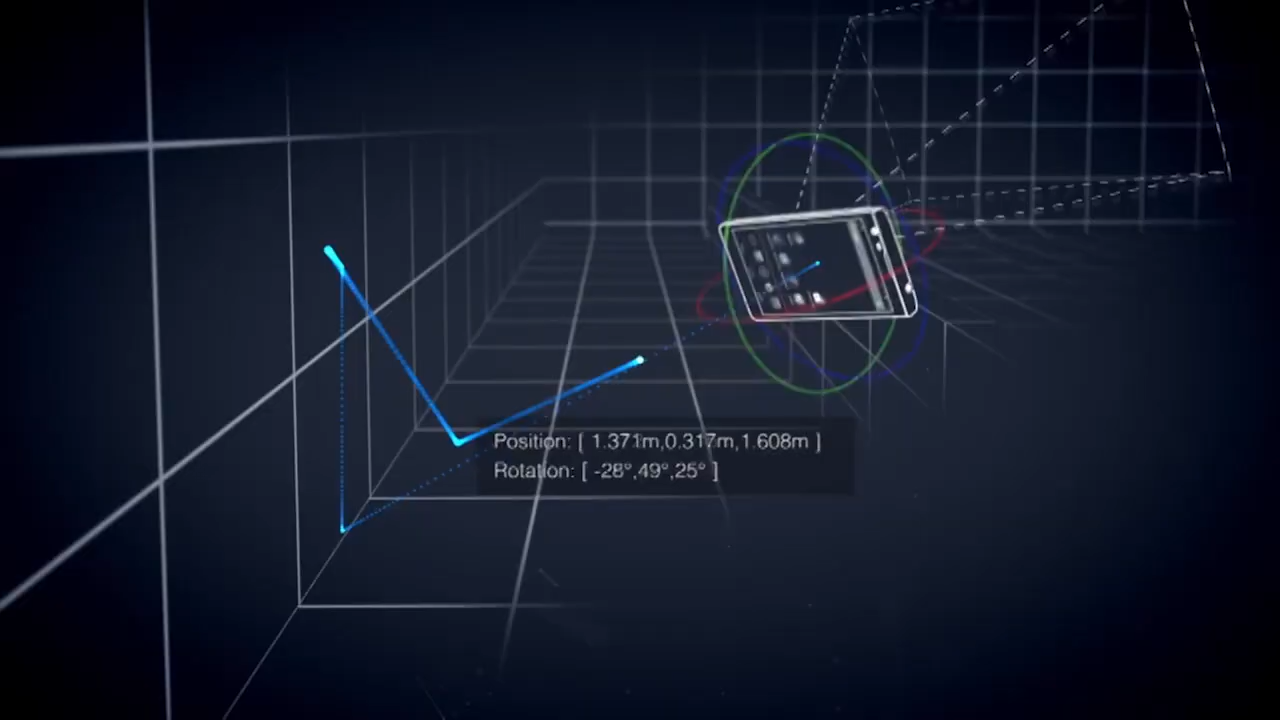 Position: [ 1.371m,0.317m,1.608m ]
Rotation: [ -28°,49°,25° ]